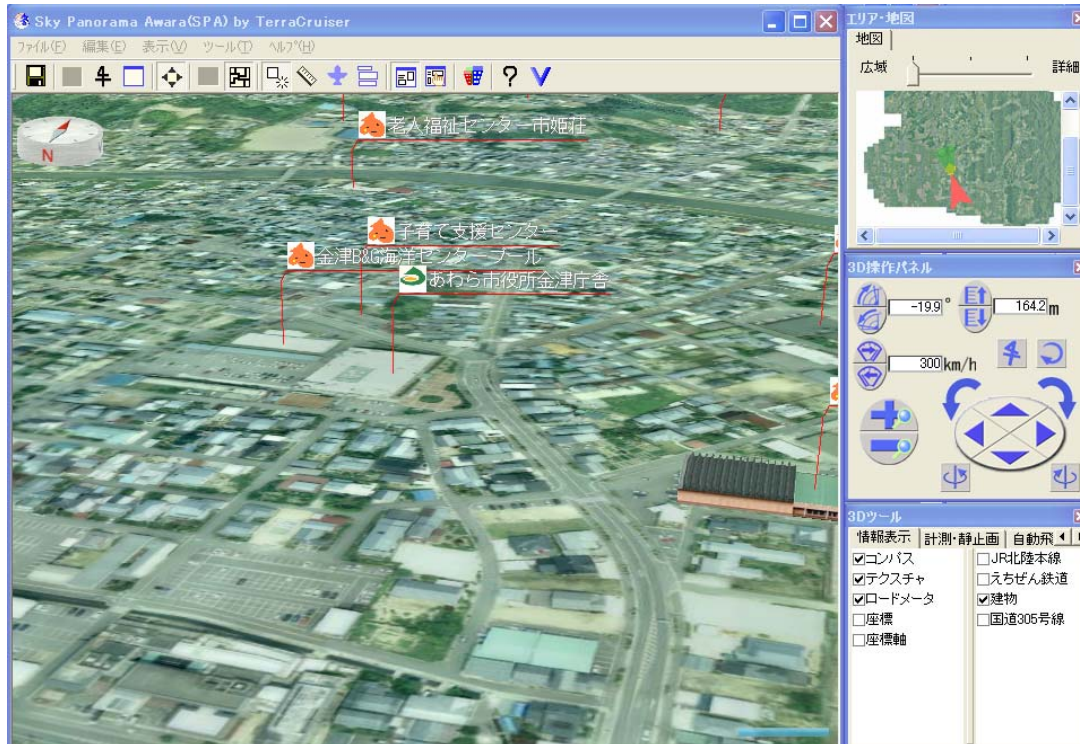 Sky Panorama Awara(SPA) by TerraCruiser
ファイル(F) 編集(E) 表示(V) ツール(T) ヘルプ(H)
N
老人福祉センター市姫荘
子育て支援センター
金津B&G海洋センタープール
あわら市役所金津庁舎
エリア・地図
地図
広域 詳細
3D操作パネル
-19.9° 164.2 m
300 km/h
3Dツール
情報表示 計測・静止画 自動飛
コンパス
テクスチャ
ロードメータ
座標
座標軸
JR北陸本線
えちぜん鉄道
建物
国道305号線